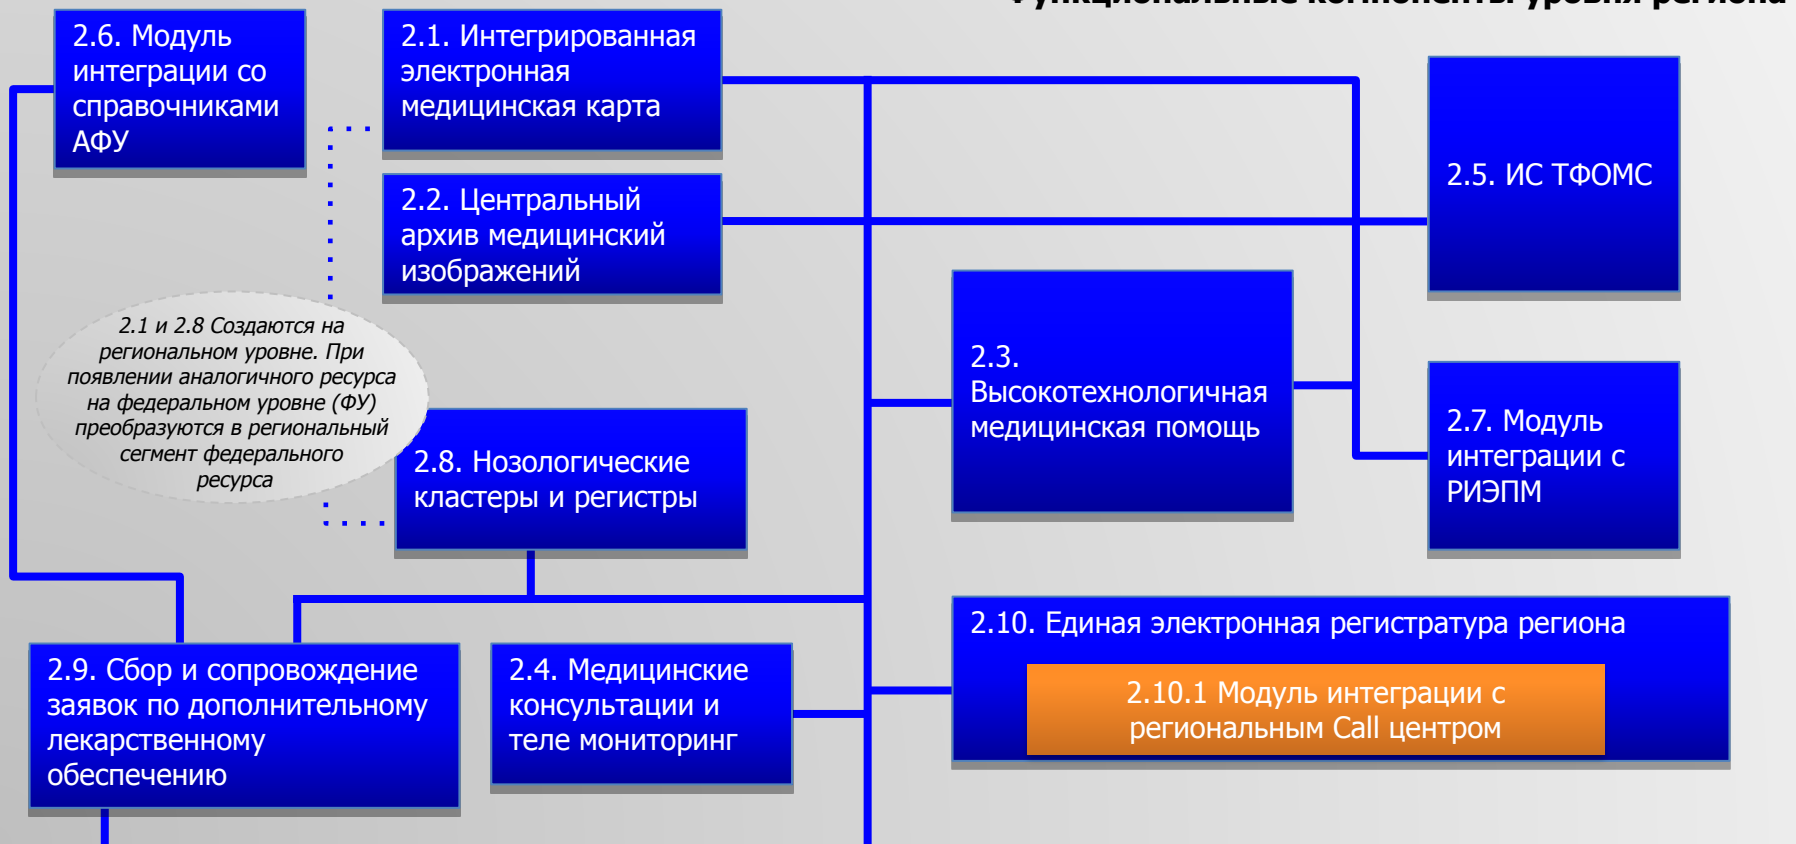 Функциональные компоненты уровня региона
2.6. Модуль
интеграции со
справочниками
АФУ
2.1. Интегрированная
электронная
медицинская карта
2.2. Центральный
архив медицинский
изображений
2.5. ИС ТФОМС
2.1 и 2.8 Создаются на
региональном уровне. При
появлении аналогичного ресурса
на федеральном уровне (ФУ)
преобразуются в региональный
сегмент федерального
ресурса
2.3.
Высокотехнологичная
медицинская помощь
2.7. Модуль
интеграции с
РИЭПМ
2.8. Нозологические
кластеры и регистры
2.9. Сбор и сопровождение
заявок по дополнительному
лекарственному
обеспечению
2.4. Медицинские
консультации и
теле мониторинг
2.10. Единая электронная регистратура региона
2.10.1 Модуль интеграции с
региональным Call центром